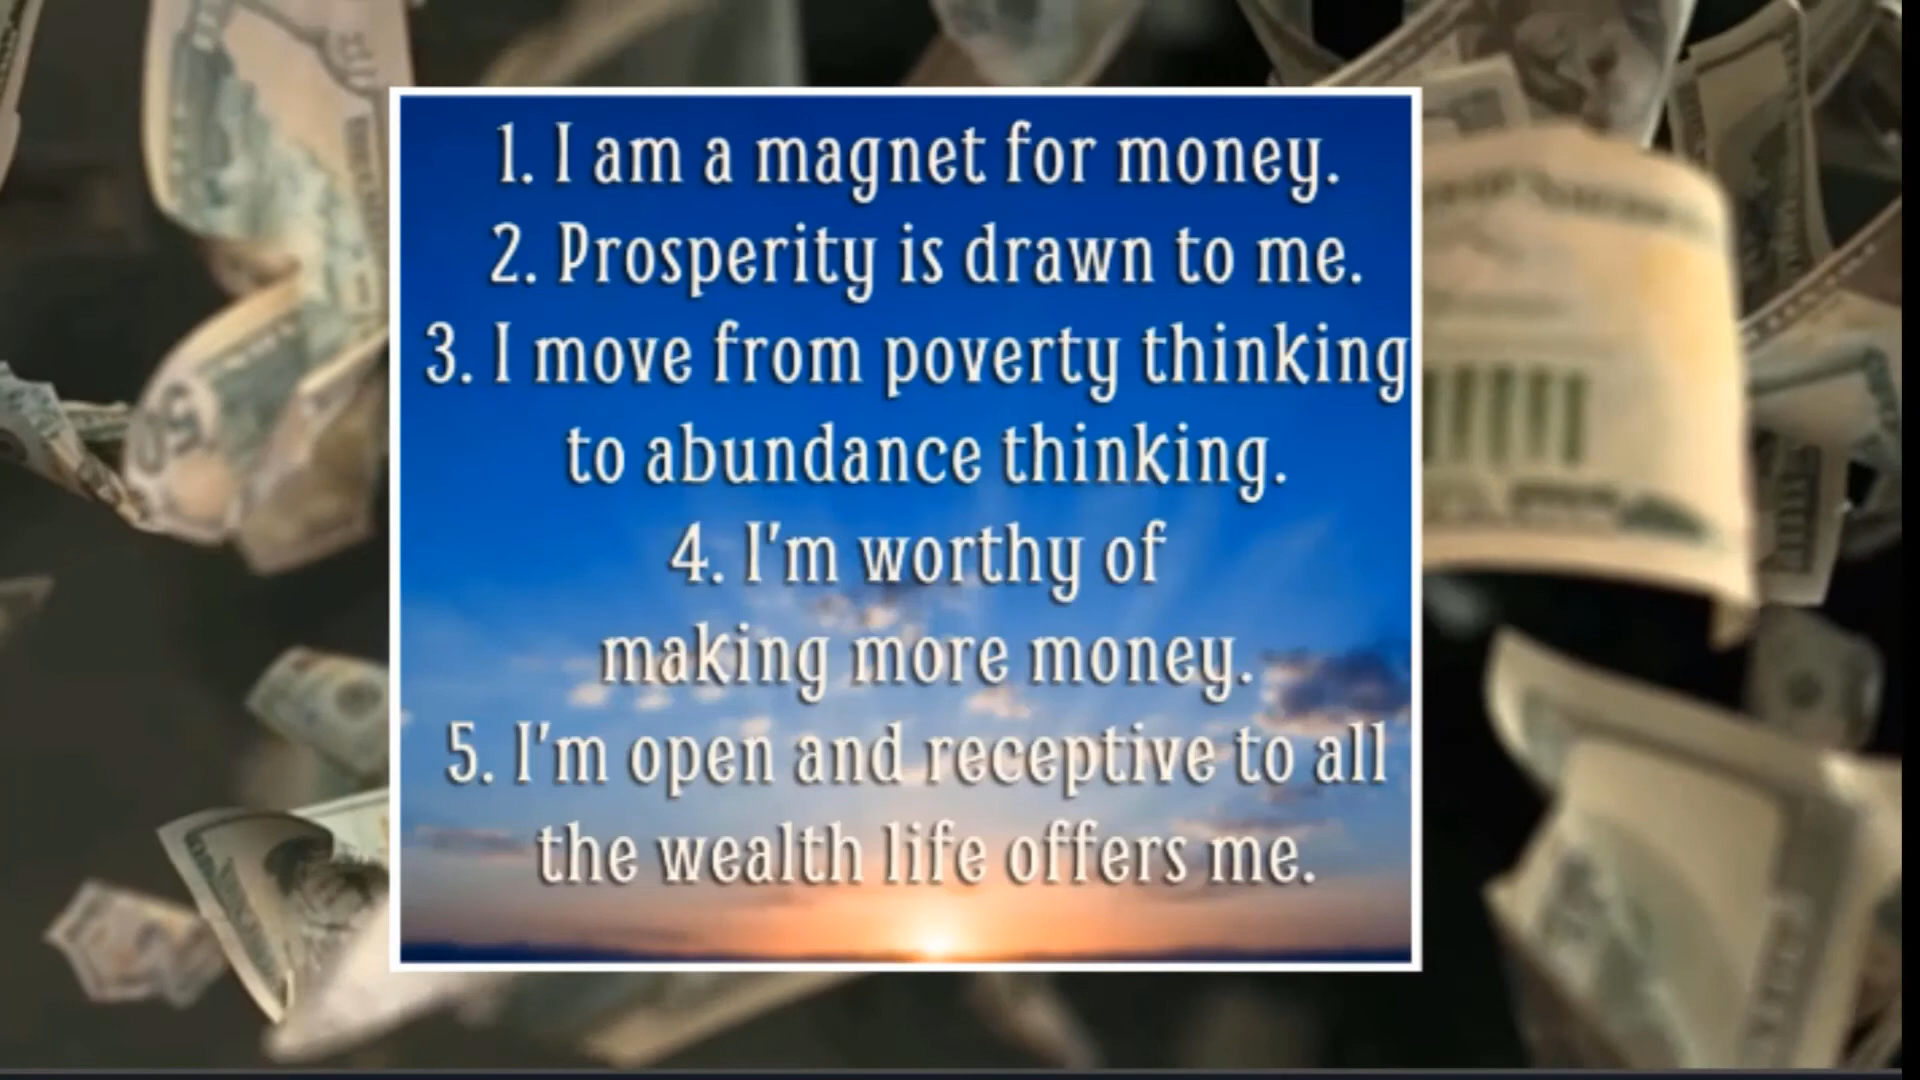 1. I am a magnet for money.
2. Prosperity is drawn to me.
3. I move from poverty thinking
to abundance thinking.
4. I'm worthy of
making more money.
5. I'm open and receptive to all
the wealth life offers me.